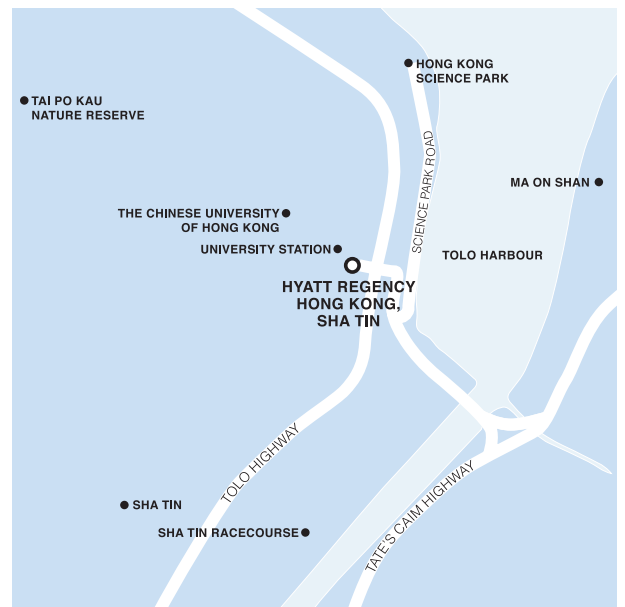 HONG KONG
SCIENCE PARK
TAI PO KAU
NATURE RESERVE
SCIENCE PARK ROAD
MA ON SHAN
THE CHINESE UNIVERSITY
OF HONG KONG
UNIVERSITY STATION
TOLO HARBOUR
HYATT REGENCY
HONG KONG,
SHA TIN
TOLO HIGHWAY
TATE'S CAIM HIGHWAY
SHA TIN
SHA TIN RACECOURSE